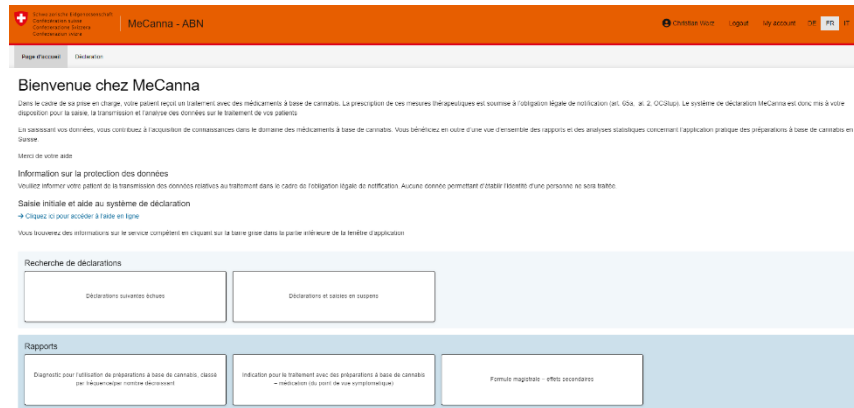 Schweizerische Eidgenossenschaft
Confédération suisse
Confederazione Svizzera
Confederaziun svizra
MeCanna - ABN
Christian Wa
Logout
My account
DE
FR
IT
Page d'accueil
Déclaration
Bienvenue chez MeCanna
Dans le cadre de sa prise en charge, votre patient reçoit un traitement avec des médicaments à base de cannabis. La prescription de ces mesures thérapeutiques est soumise à l'obligation légale de notification (art. 65a, al. 2, OCStup). Le système de déclaration MeCanna est donc mis à votre
disposition pour la saisie, la transmission et l'analyse des données sur le traitement de vos patients
En saisissant vos données, vous contribuez à l'acquisition de connaissances dans le domaine des médicaments à base de cannabis. Vous bénéficiez en outre d'une vue d'ensemble des rapports et des analyses statistiques concernant l'application pratique des préparations à base de cannabis en
Suisse.
Merci de votre aide
Information sur la protection des données
Veuillez informer votre patient de la transmission des données relatives au traitement dans le cadre de l'obligation légale de notification. Aucune donnée permettant d'établir l'identité d'une personne ne sera traitée.
Saisie initiale et aide au système de déclaration
→ Cliquez ici pour accéder à l'aide en ligne
Vous trouverez des informations sur le service compétent en cliquant sur la barre grise dans la partie inférieure de la fenêtre d'application
Recherche de déclarations
Déclarations suivantes échues
Déclarations et saisies en suspens
Rapports
Diagnostic pour l'utilisation de préparations à base de cannabis, classé
par fréquence/par nombre décroissant
Indication pour le traitement avec des préparations à base de cannabis
– médication (du point de vue symptomatique)
Formule magistrale – effets secondaires